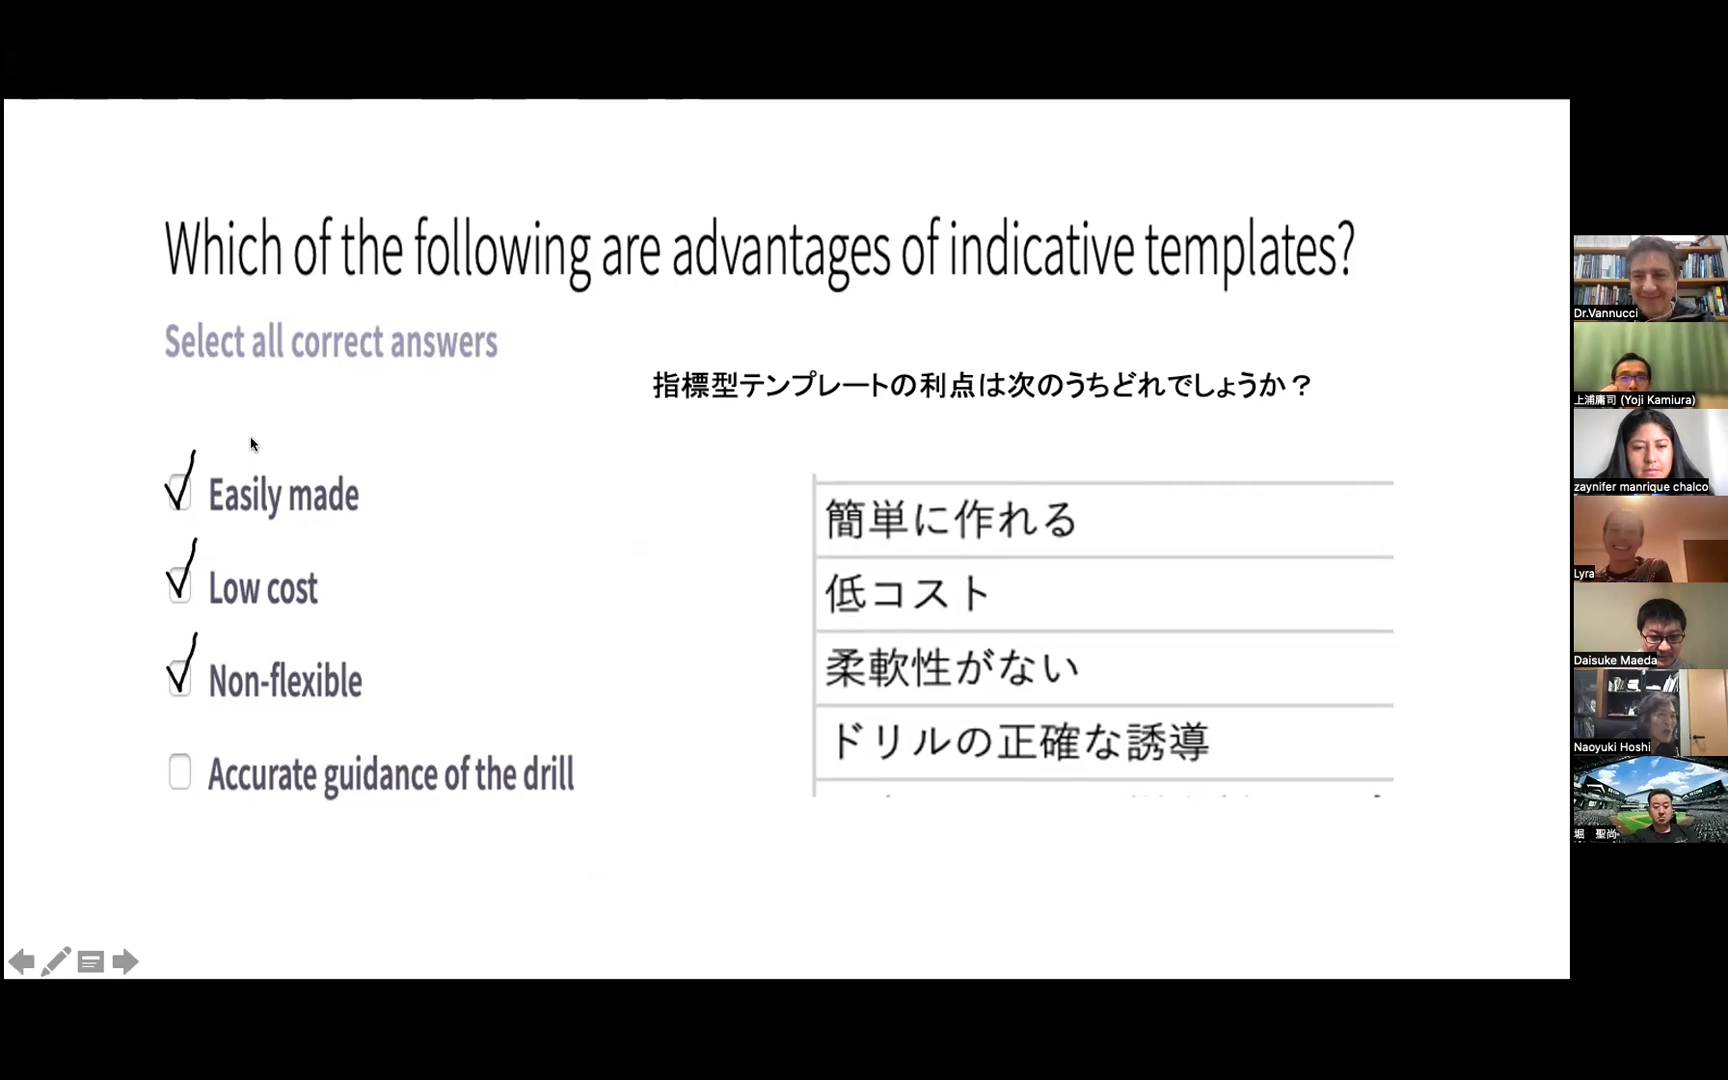 Which of the following are advantages of indicative templates?
Select all correct answers
指標型テンプレートの利点は次のうちどれでしょうか？
Easily made
Low cost
Non-flexible
Accurate guidance of the drill
簡単に作れる
低コスト
柔軟性がない
ドリルの正確な誘導
Dr.Vannucci
上浦庸司 (Yoji Kamiura)
zaynifer manrique chalco
Lyra
Daisuke Maeda
Naoyuki Hoshi
堀 聖尚